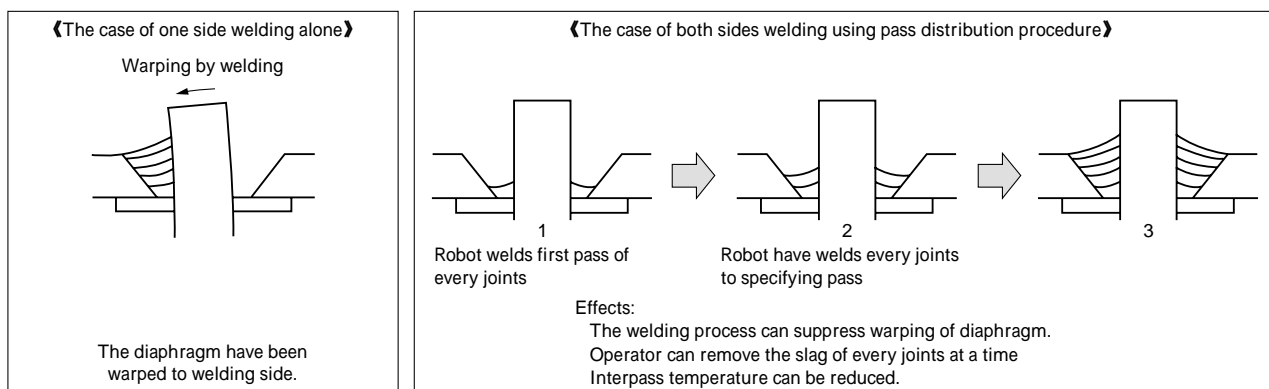 《The case of one side welding alone》
Warping by welding
The diaphragm have been
warped to welding side.
《The case of both sides welding using pass distribution procedure》
1
Robot welds first pass of
every joints
2
Robot have welds every joints
to specifying pass
3
Effects:
The welding process can suppress warping of diaphragm.
Operator can remove the slag of every joints at a time
Interpass temperature can be reduced.